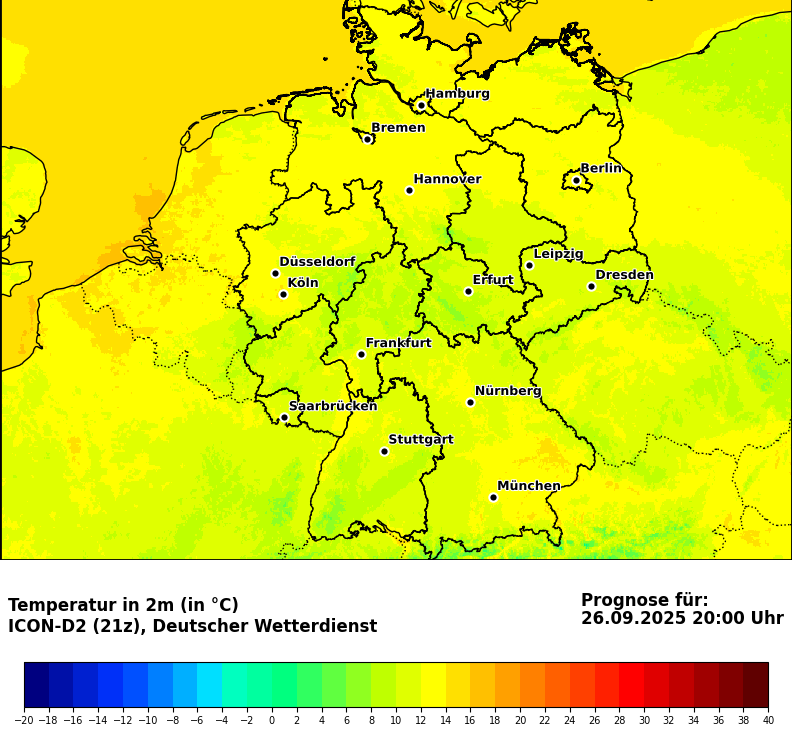 Hamburg
Bremen
Berlin
Hannover
Leipzig
Düsseldorf
Dresden
Köln
Erfurt
Frankfurt
Nürnberg
Saarbrücken
Stuttgart
München
Temperatur in 2m (in °C)
ICON-D2 (21z), Deutscher Wetterdienst
Prognose für:
26.09.2025 20:00 Uhr
−20 −18 −16 −14 −12 −10 −8 −6 −4 −2 0 2 4 6 8 10 12 14 16 18 20 22 24 26 28 30 32 34 36 38 40